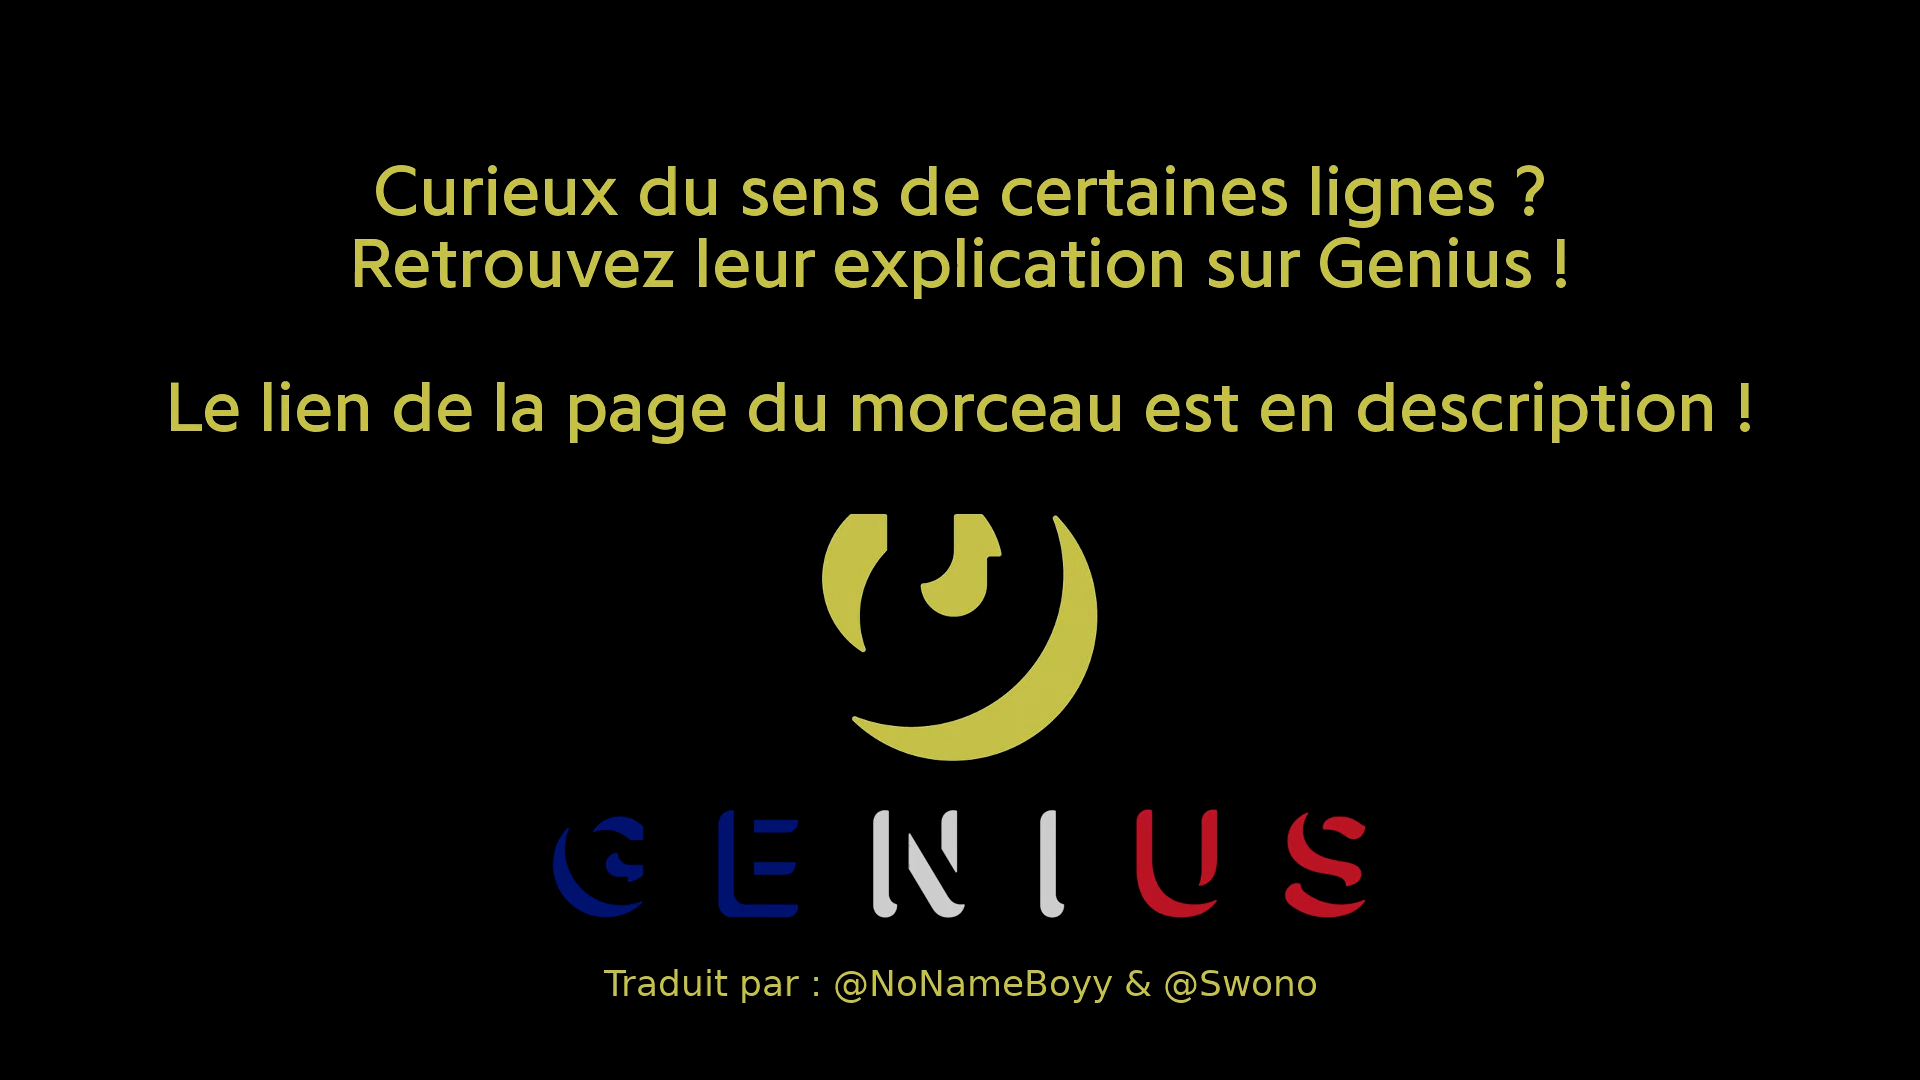 Curieux du sens de certaines lignes ?
Retrouvez leur explication sur Genius !
Le lien de la page du morceau est en description !
GENIUS
Traduit par : @NoNameBoyy & @Swono